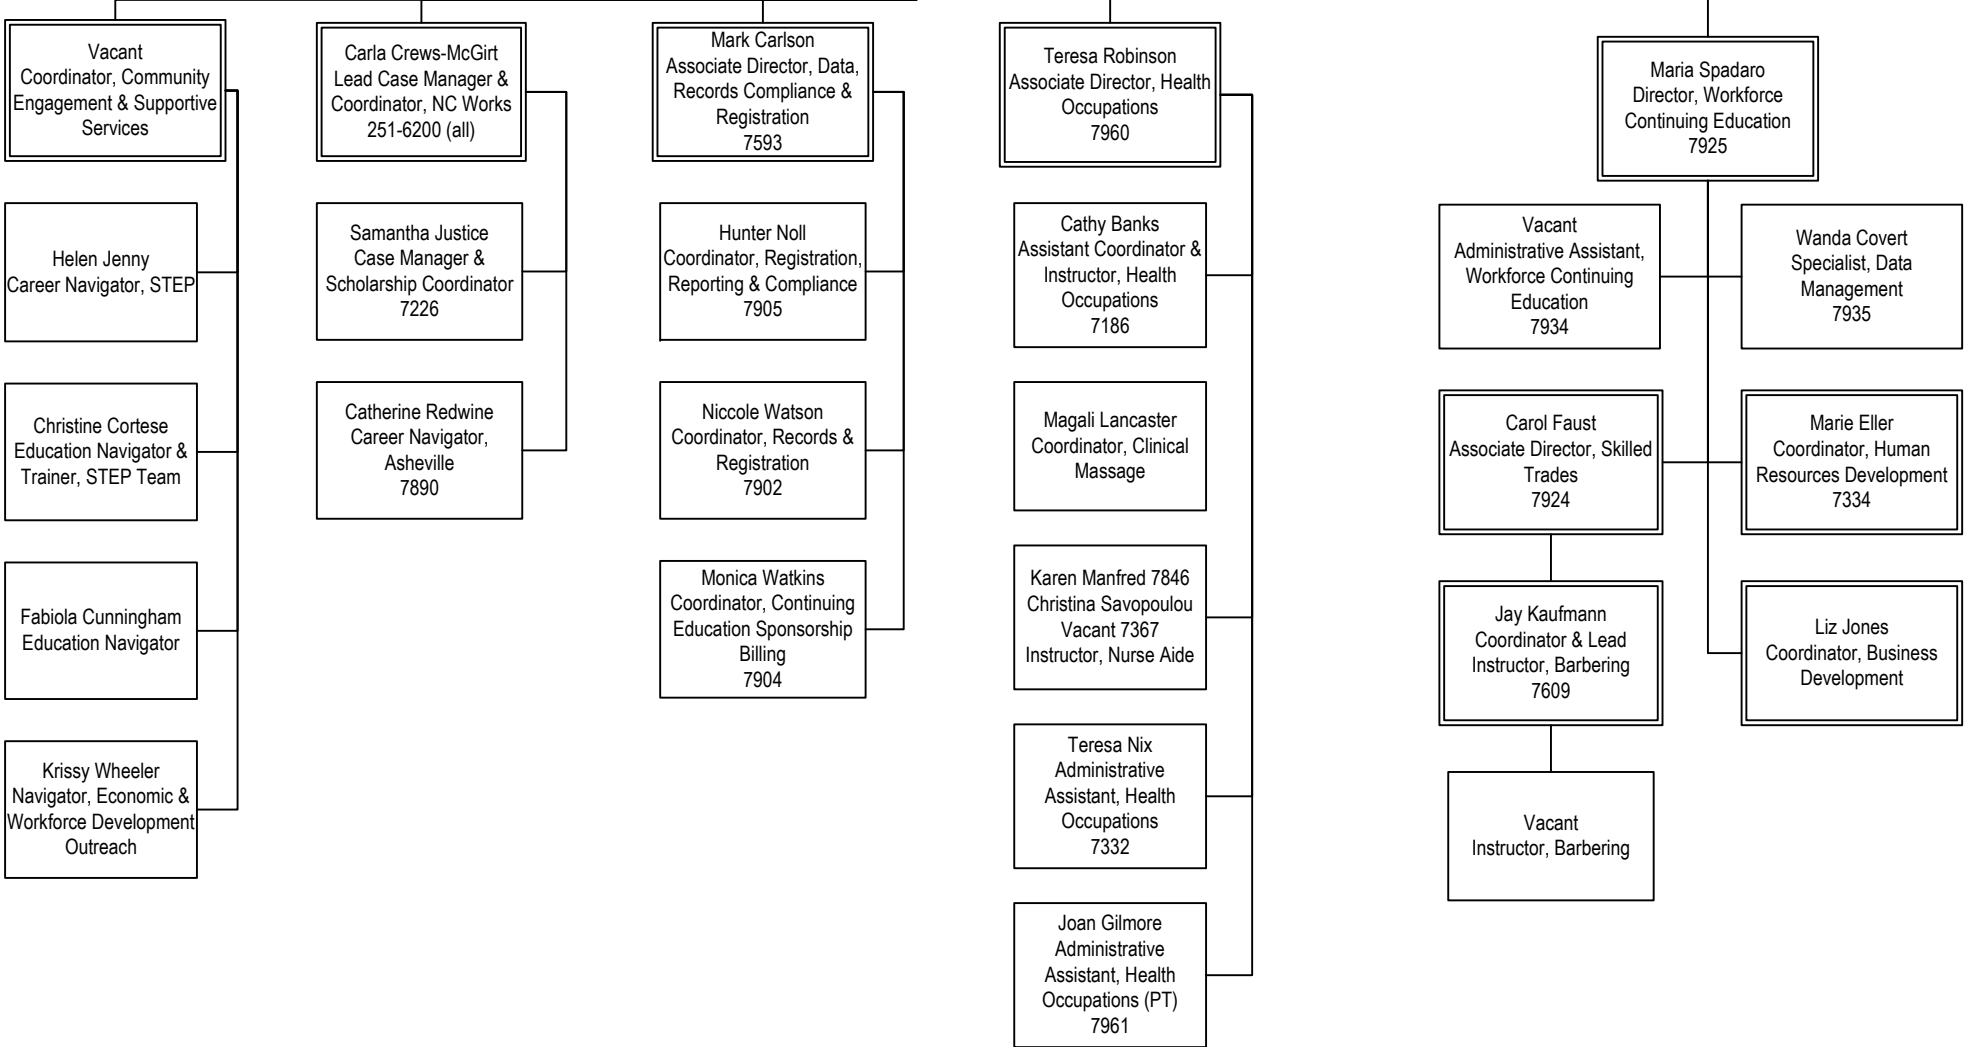 Vacant
Coordinator, Community
Engagement & Supportive
Services
Helen Jenny
Career Navigator, STEP
Christine Cortese
Education Navigator &
Trainer, STEP Team
Fabiola Cunningham
Education Navigator
Krissy Wheeler
Navigator, Economic &
Workforce Development
Outreach
Carla Crews-McGirt
Lead Case Manager &
Coordinator, NC Works
251-6200 (all)
Samantha Justice
Case Manager &
Scholarship Coordinator
7226
Catherine Redwine
Career Navigator,
Asheville
7890
Mark Carlson
Associate Director, Data,
Records Compliance &
Registration
7593
Hunter Noll
Coordinator, Registration,
Reporting & Compliance
7905
Niccole Watson
Coordinator, Records &
Registration
7902
Monica Watkins
Coordinator, Continuing
Education Sponsorship
Billing
7904
Teresa Robinson
Associate Director, Health
Occupations
7960
Cathy Banks
Assistant Coordinator &
Instructor, Health
Occupations
7186
Magali Lancaster
Coordinator, Clinical
Massage
Karen Manfred 7846
Christina Savopoulou
Vacant 7367
Instructor, Nurse Aide
Teresa Nix
Administrative
Assistant, Health
Occupations
7332
Joan Gilmore
Administrative
Assistant, Health
Occupations (PT)
7961
Maria Spadaro
Director, Workforce
Continuing Education
7925
Vacant
Administrative Assistant,
Workforce Continuing
Education
7934
Wanda Covert
Specialist, Data
Management
7935
Carol Faust
Associate Director, Skilled
Trades
7924
Marie Eller
Coordinator, Human
Resources Development
7334
Jay Kaufmann
Coordinator & Lead
Instructor, Barbering
7609
Liz Jones
Coordinator, Business
Development
Vacant
Instructor, Barbering